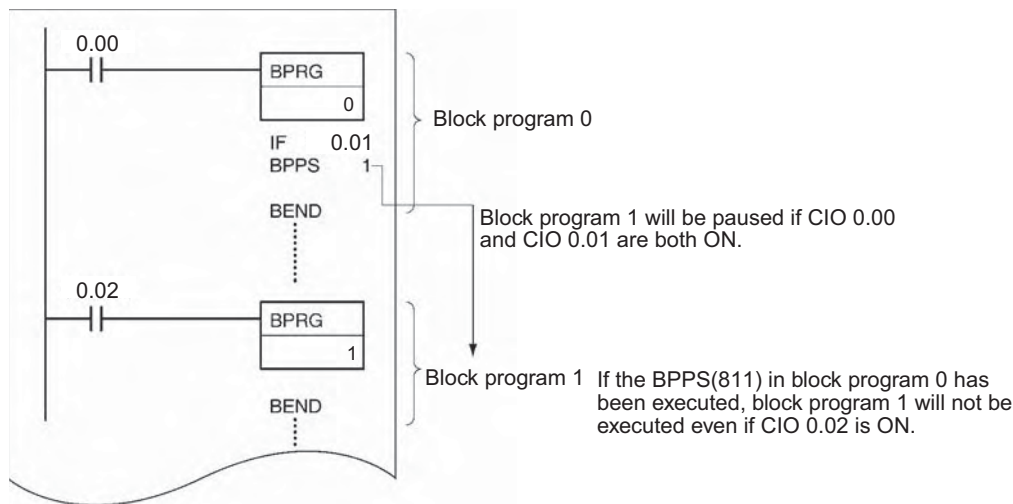 0.00
BPRG
0
Block program 0
IF 0.01
BPPS 1
BEND
Block program 1 will be paused if CIO 0.00
and CIO 0.01 are both ON.
0.02
BPRG
1
Block program 1
If the BPPS(811) in block program 0 has
been executed, block program 1 will not be
executed even if CIO 0.02 is ON.
BEND